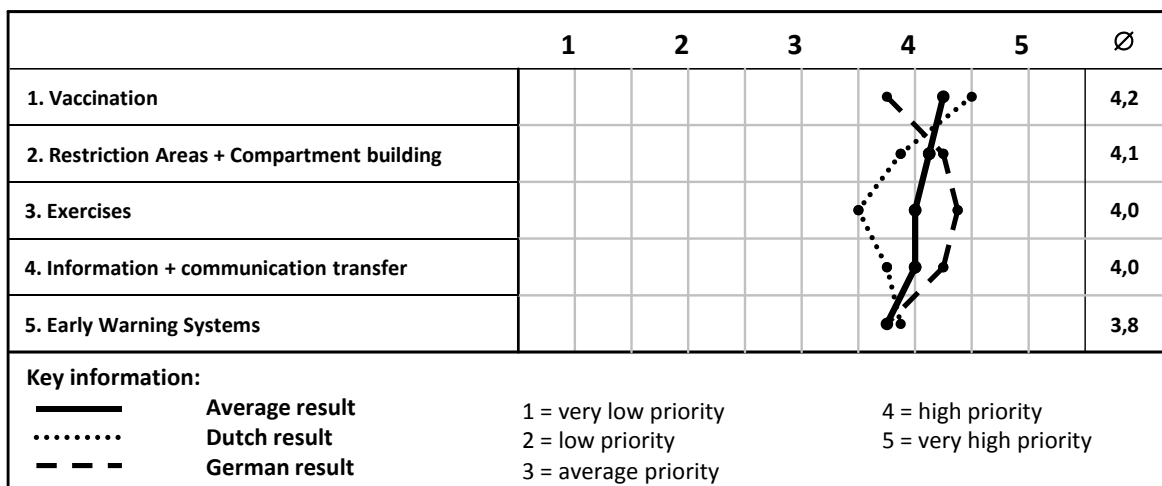 1 2 3 4 5 ∅
1. Vaccination 4,2
2. Restriction Areas + Compartment building 4,1
3. Exercises 4,0
4. Information + communication transfer 4,0
5. Early Warning Systems 3,8
Key information:
Average result 1 = very low priority 4 = high priority
Dutch result 2 = low priority 5 = very high priority
German result 3 = average priority